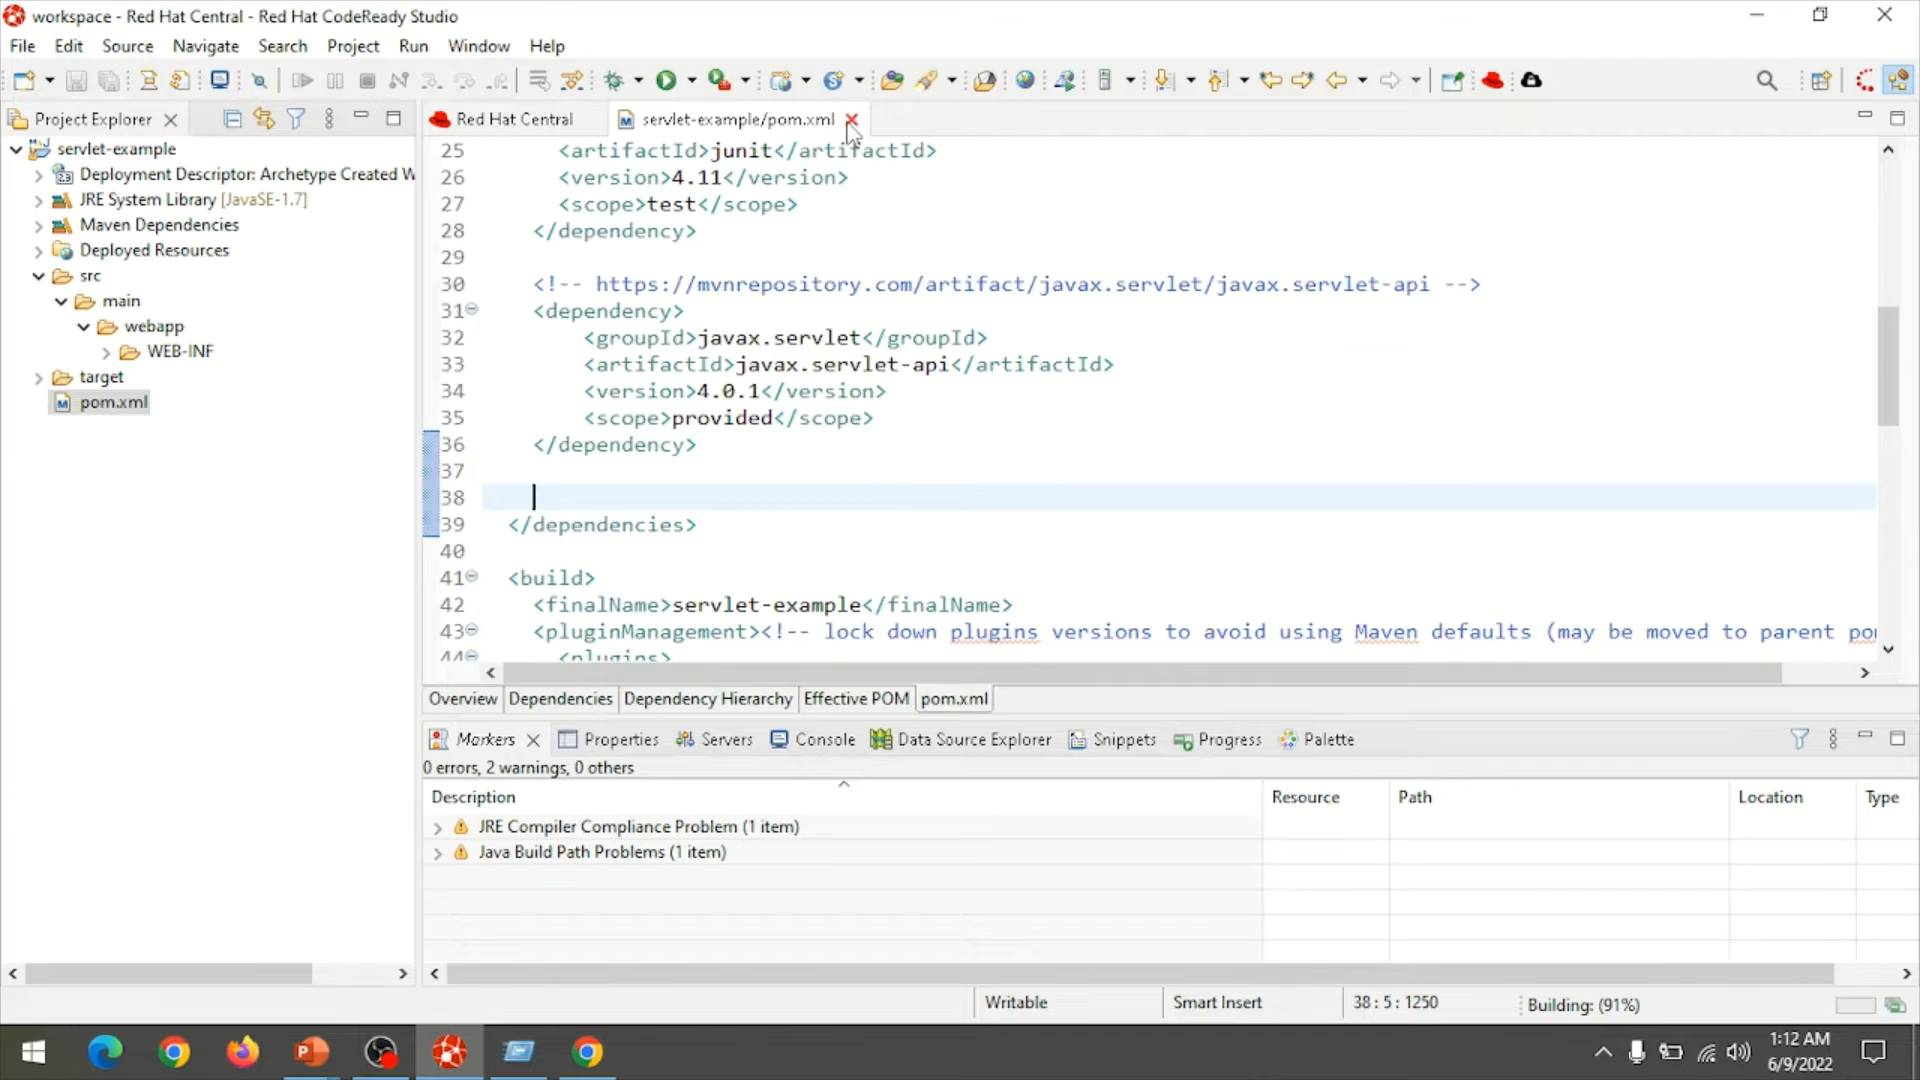 workspace - Red Hat Central - Red Hat CodeReady Studio
File Edit Source Navigate Search Project Run Window Help
Project Explorer
servlet-example
Deployment Descriptor: Archetype Created W
JRE System Library [JavaSE-1.7]
Maven Dependencies
Deployed Resources
src
main
webapp
WEB-INF
target
pom.xml
Red Hat Central servlet-example/pom.xml
25 <artifactId>junit</artifactId>
26 <version>4.11</version>
27 <scope>test</scope>
28 </dependency>
29
30 <!-- https://mvnrepository.com/artifact/javax.servlet/javax.servlet-api -->
31 <dependency>
32 <groupId>javax.servlet</groupId>
33 <artifactId>javax.servlet-api</artifactId>
34 <version>4.0.1</version>
35 <scope>provided</scope>
36 </dependency>
37
38
39 </dependencies>
40
41 <build>
42 <finalName>servlet-example</finalName>
43 <pluginManagement><!-- lock down plugins versions to avoid using Maven defaults (may be moved to parent po
44 <plugins>
Overview Dependencies Dependency Hierarchy Effective POM pom.xml
Markers Properties Servers Console Data Source Explorer Snippets Progress Palette
0 errors, 2 warnings, 0 others
Description Resource Path Location Type
JRE Compiler Compliance Problem (1 item)
Java Build Path Problems (1 item)
Writable Smart Insert 38 : 5 : 1250 Building: (91%)
1:12 AM
6/9/2022